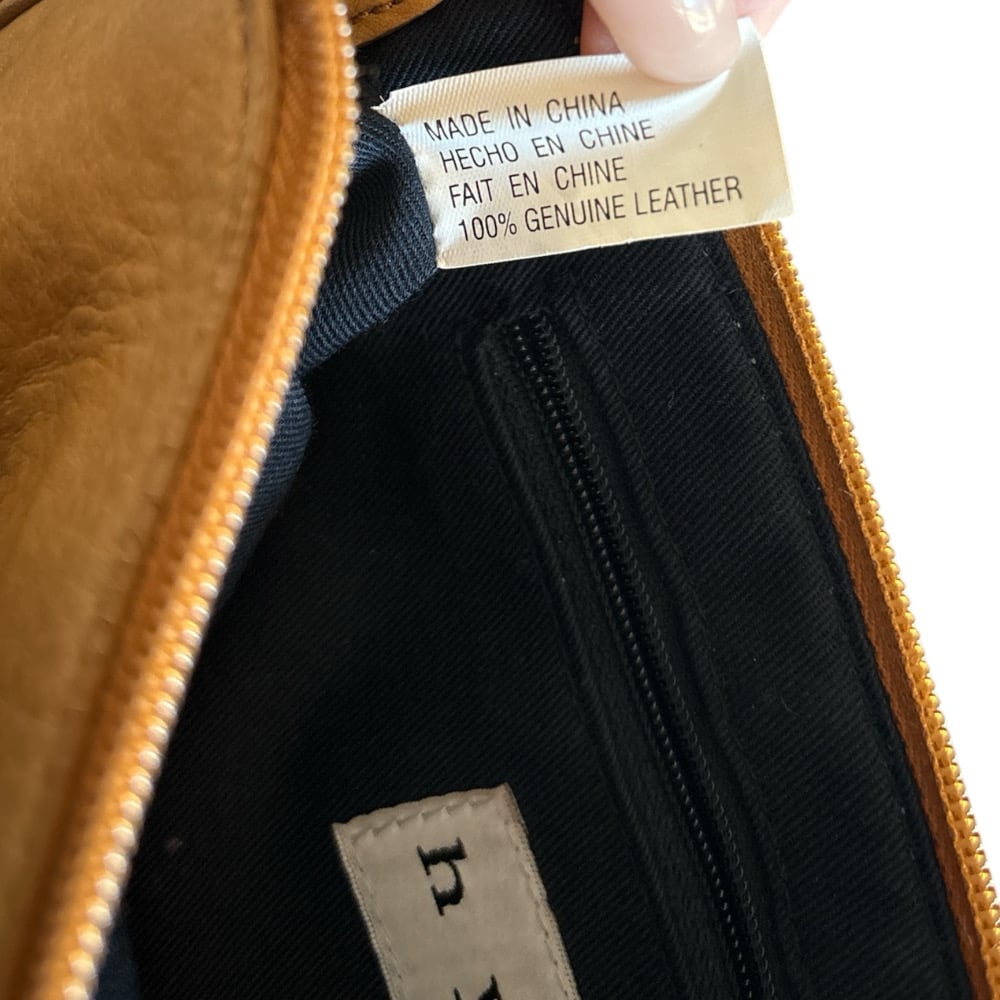 MADE IN CHINA
HECHO EN CHINE
FAIT EN CHINE
100% GENUINE LEATHER
h